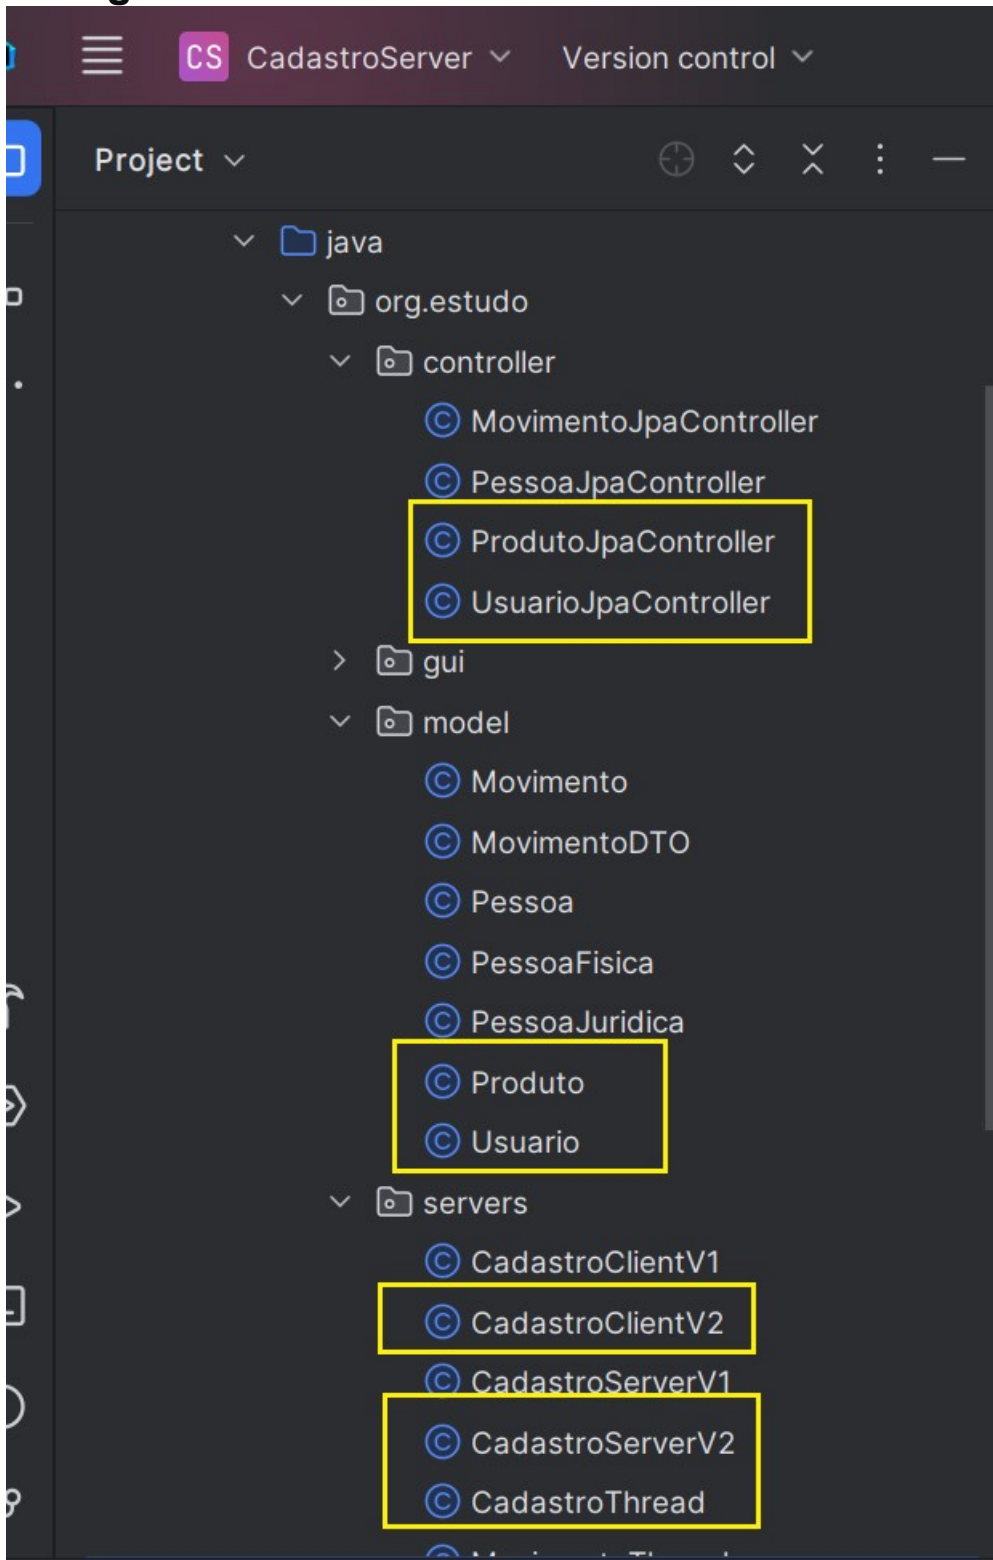 CS CadastroServer Version control
Project
java
org.estudo
controller
MovimentoJpaController
PessoaJpaController
ProdutoJpaController
UsuarioJpaController
gui
model
Movimento
MovimentoDTO
Pessoa
PessoaFisica
PessoaJuridica
Produto
Usuario
servers
CadastroClientV1
CadastroClientV2
CadastroServerV1
CadastroServerV2
CadastroThread